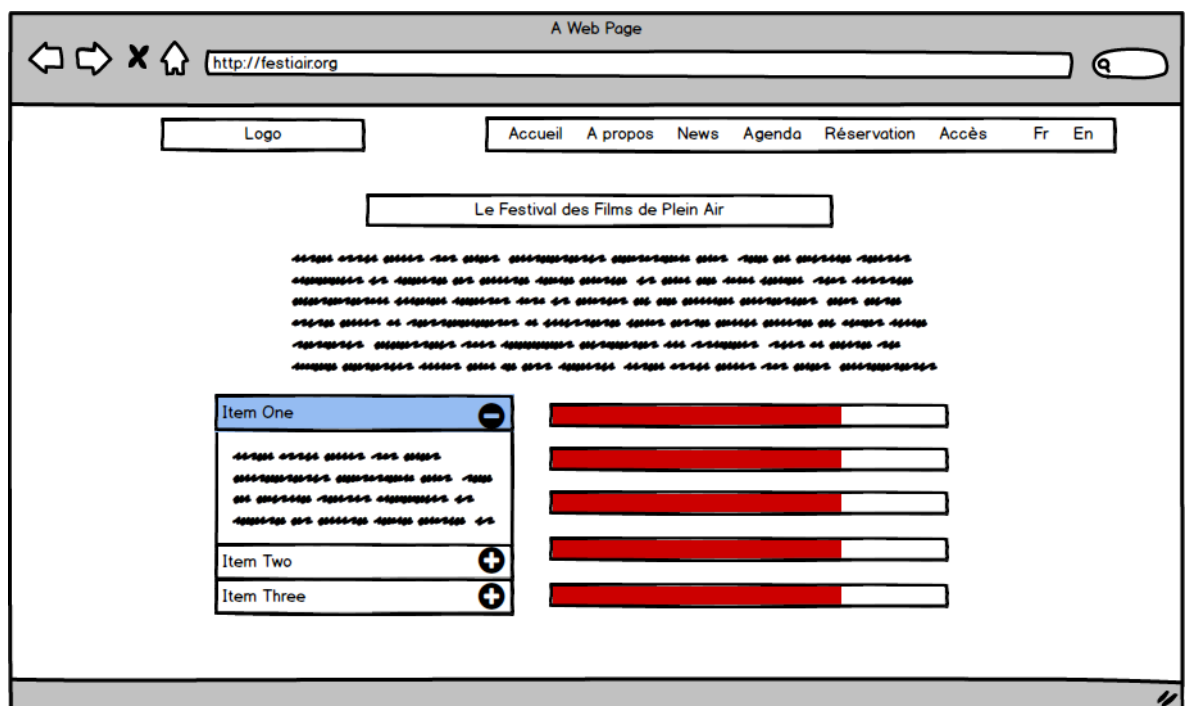 A Web Page
http://festiair.org
Logo
Accueil A propos News Agenda Réservation Accès Fr En
Le Festival des Films de Plein Air
Item One
Item Two
Item Three